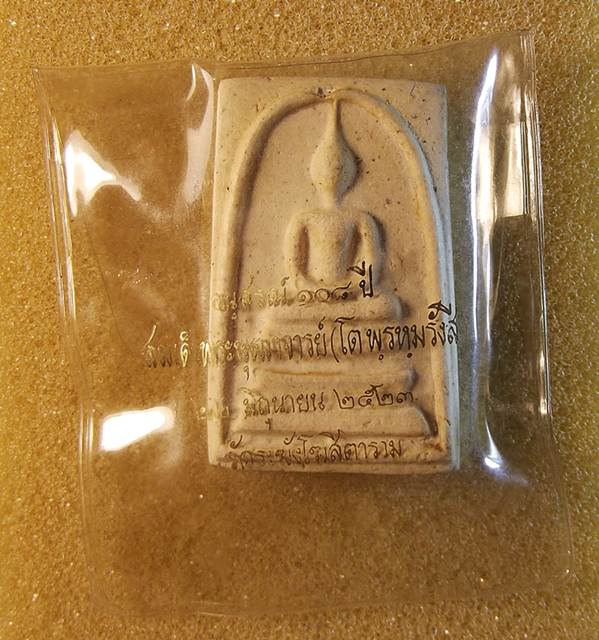 อนุสรณ์ ๑๐๘ ปี
สมเด็จพระพุฒาจารย์ (โต พฺรหฺมรังสี
๒๒ มิถุนายน ๒๕๒๓
วัดระฆังโฆสิตาราม